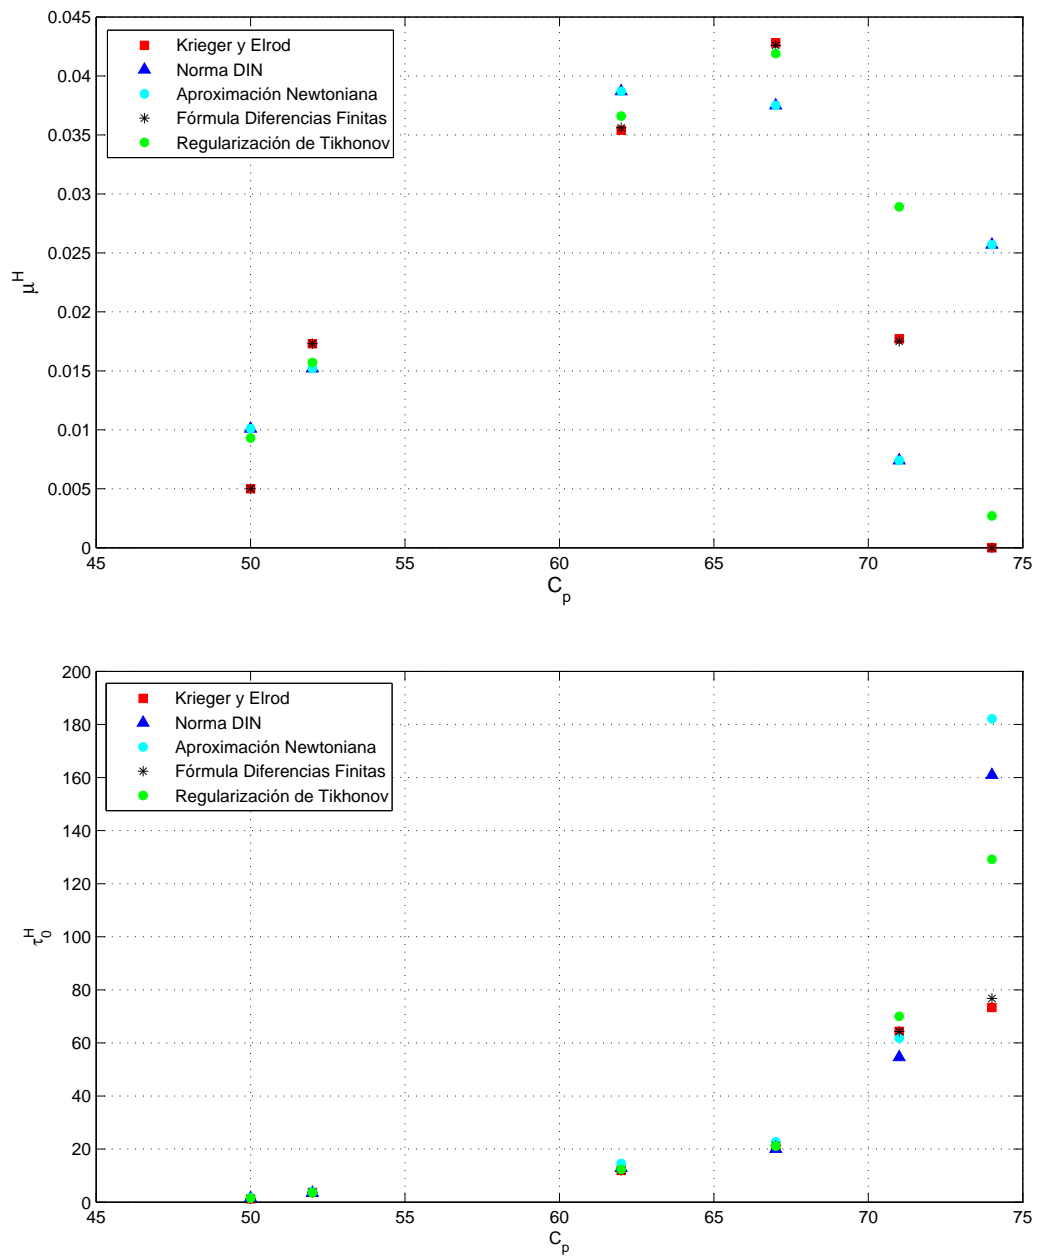 0.045
0.04
0.035
0.03
0.025
0.02
0.015
0.01
0.005
0
μ^H
Krieger y Elrod
Norma DIN
Aproximación Newtoniana
Fórmula Diferencias Finitas
Regularización de Tikhonov
45 50 55 60 65 70 75
C_p
200
180
160
140
120
100
80
60
40
20
0
τ_0^H
Krieger y Elrod
Norma DIN
Aproximación Newtoniana
Fórmula Diferencias Finitas
Regularización de Tikhonov
45 50 55 60 65 70 75
C_p